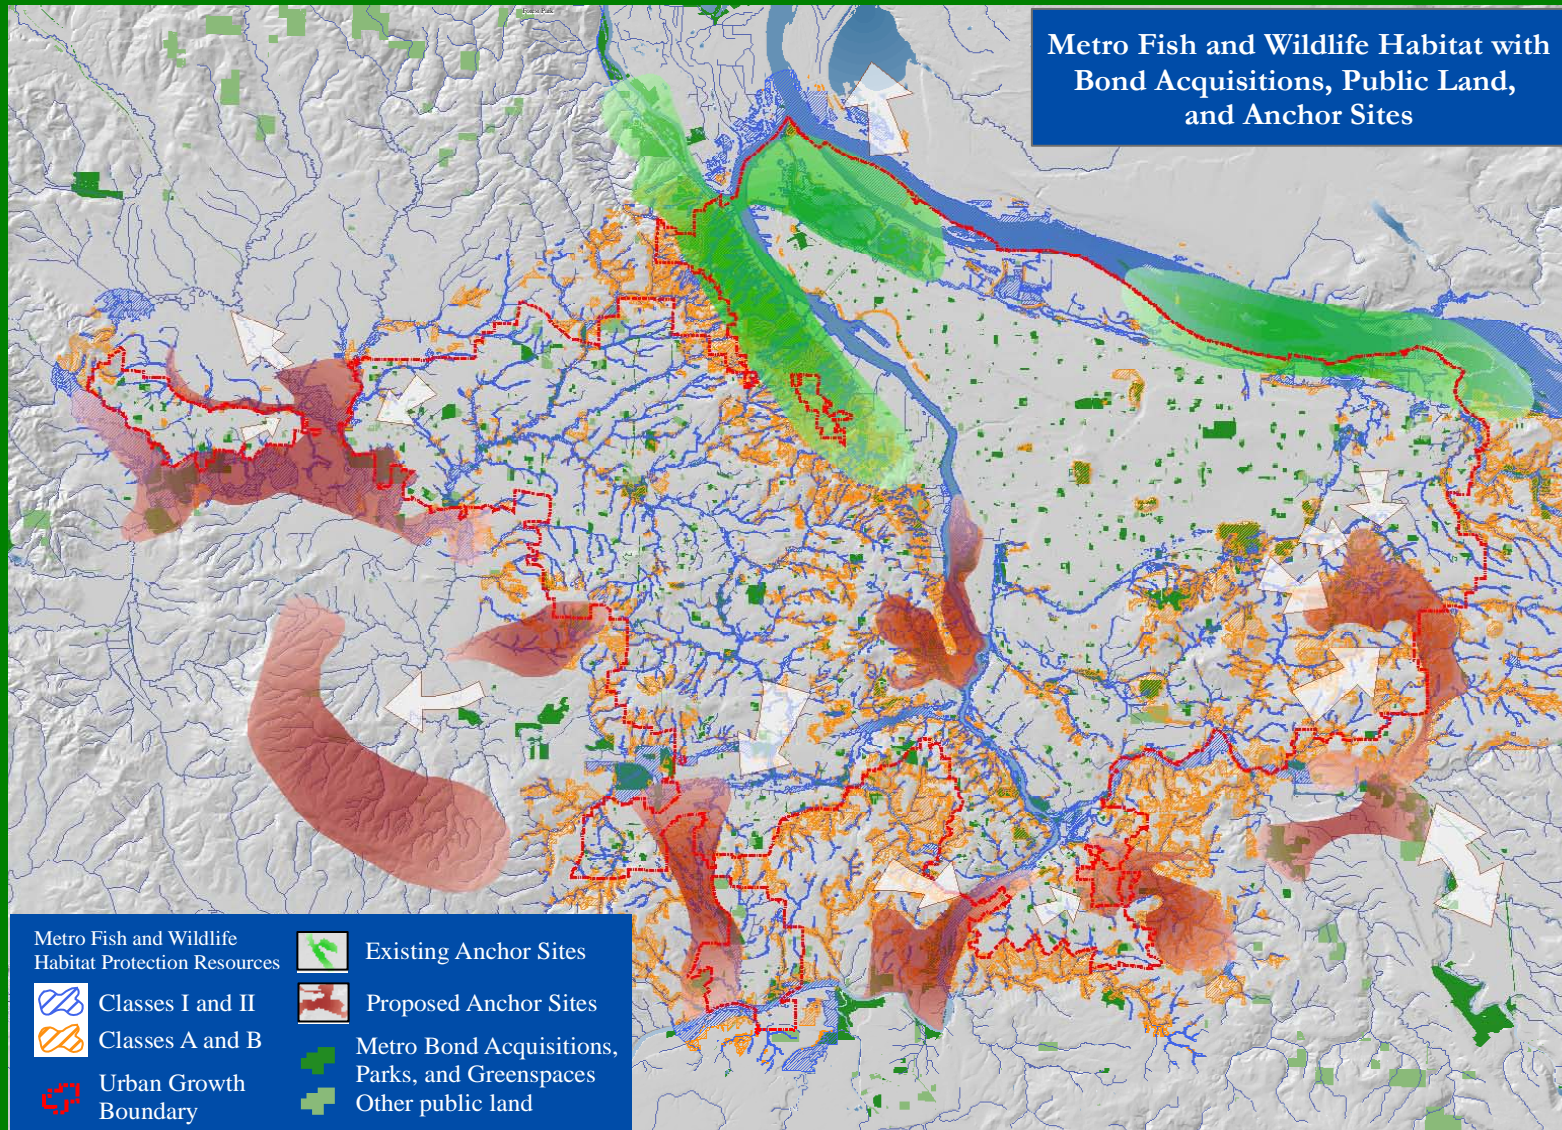 Forest Park
Metro Fish and Wildlife Habitat with
Bond Acquisitions, Public Land,
and Anchor Sites
Metro Fish and Wildlife
Habitat Protection Resources
Classes I and II
Classes A and B
Urban Growth
Boundary
Existing Anchor Sites
Proposed Anchor Sites
Metro Bond Acquisitions,
Parks, and Greenspaces
Other public land